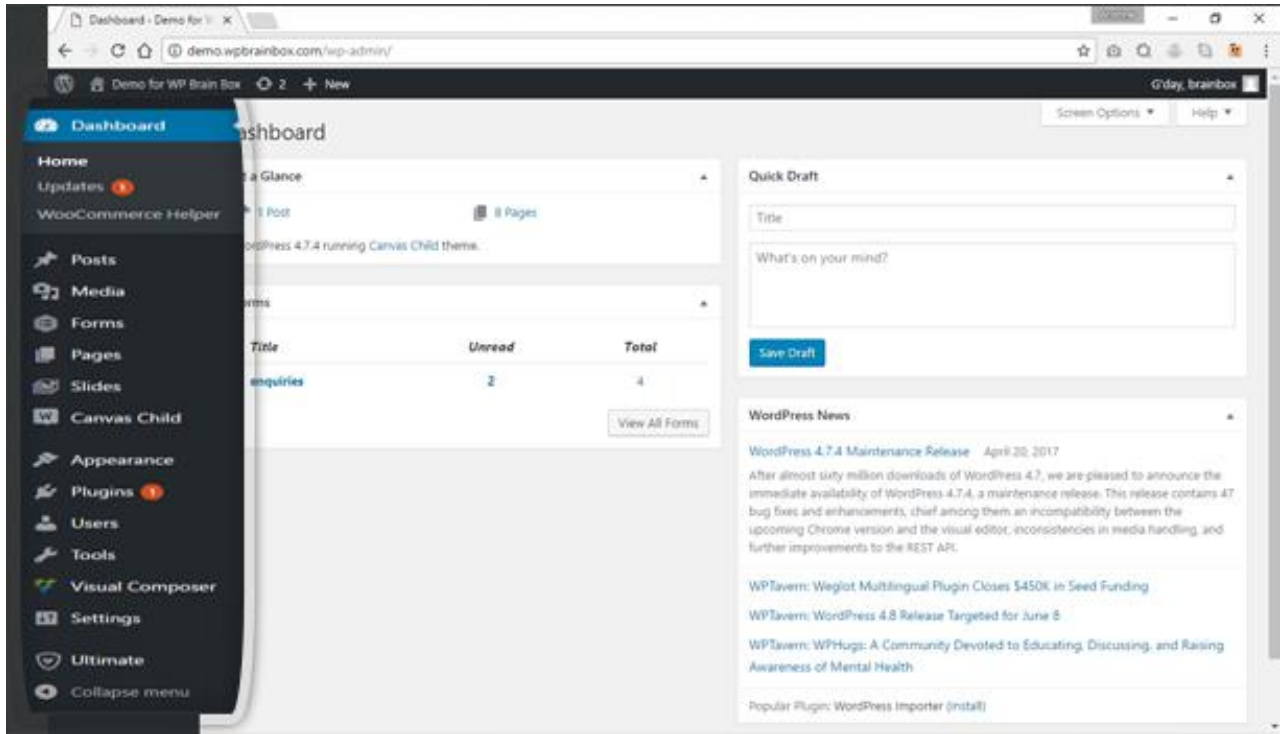 Dashboard - Demo for W
demo.wpbrainbox.com/wp-admin/
Demo for WP Brain Box 2 + New
G'day, brainbox
Screen Options Help
Dashboard
Home
Updates
WooCommerce Helper
Posts
Media
Forms
Pages
Slides
Canvas Child
Appearance
Plugins 1
Users
Tools
Visual Composer
Settings
Ultimate
Collapse menu
ashboard
t a Glance
1 Post 8 Pages
ordPress 4.7.4 running Canvas Child theme.
orms
Title Unread Total
enquiries 2 4
View All Forms
Quick Draft
Title
What's on your mind?
Save Draft
WordPress News
WordPress 4.7.4 Maintenance Release April 20, 2017
After almost sixty million downloads of WordPress 4.7, we are pleased to announce the
immediate availability of WordPress 4.7.4, a maintenance release. This release contains 47
bug fixes and enhancements, chief among them an incompatibility between the
upcoming Chrome version and the visual editor, inconsistencies in media handling, and
further improvements to the REST API.
WPTavern: Weglot Multilingual Plugin Closes $450K in Seed Funding
WPTavern: WordPress 4.8 Release Targeted for June 8
WPTavern: WPHugs: A Community Devoted to Educating, Discussing, and Raising
Awareness of Mental Health
Popular Plugin: WordPress Importer (Install)